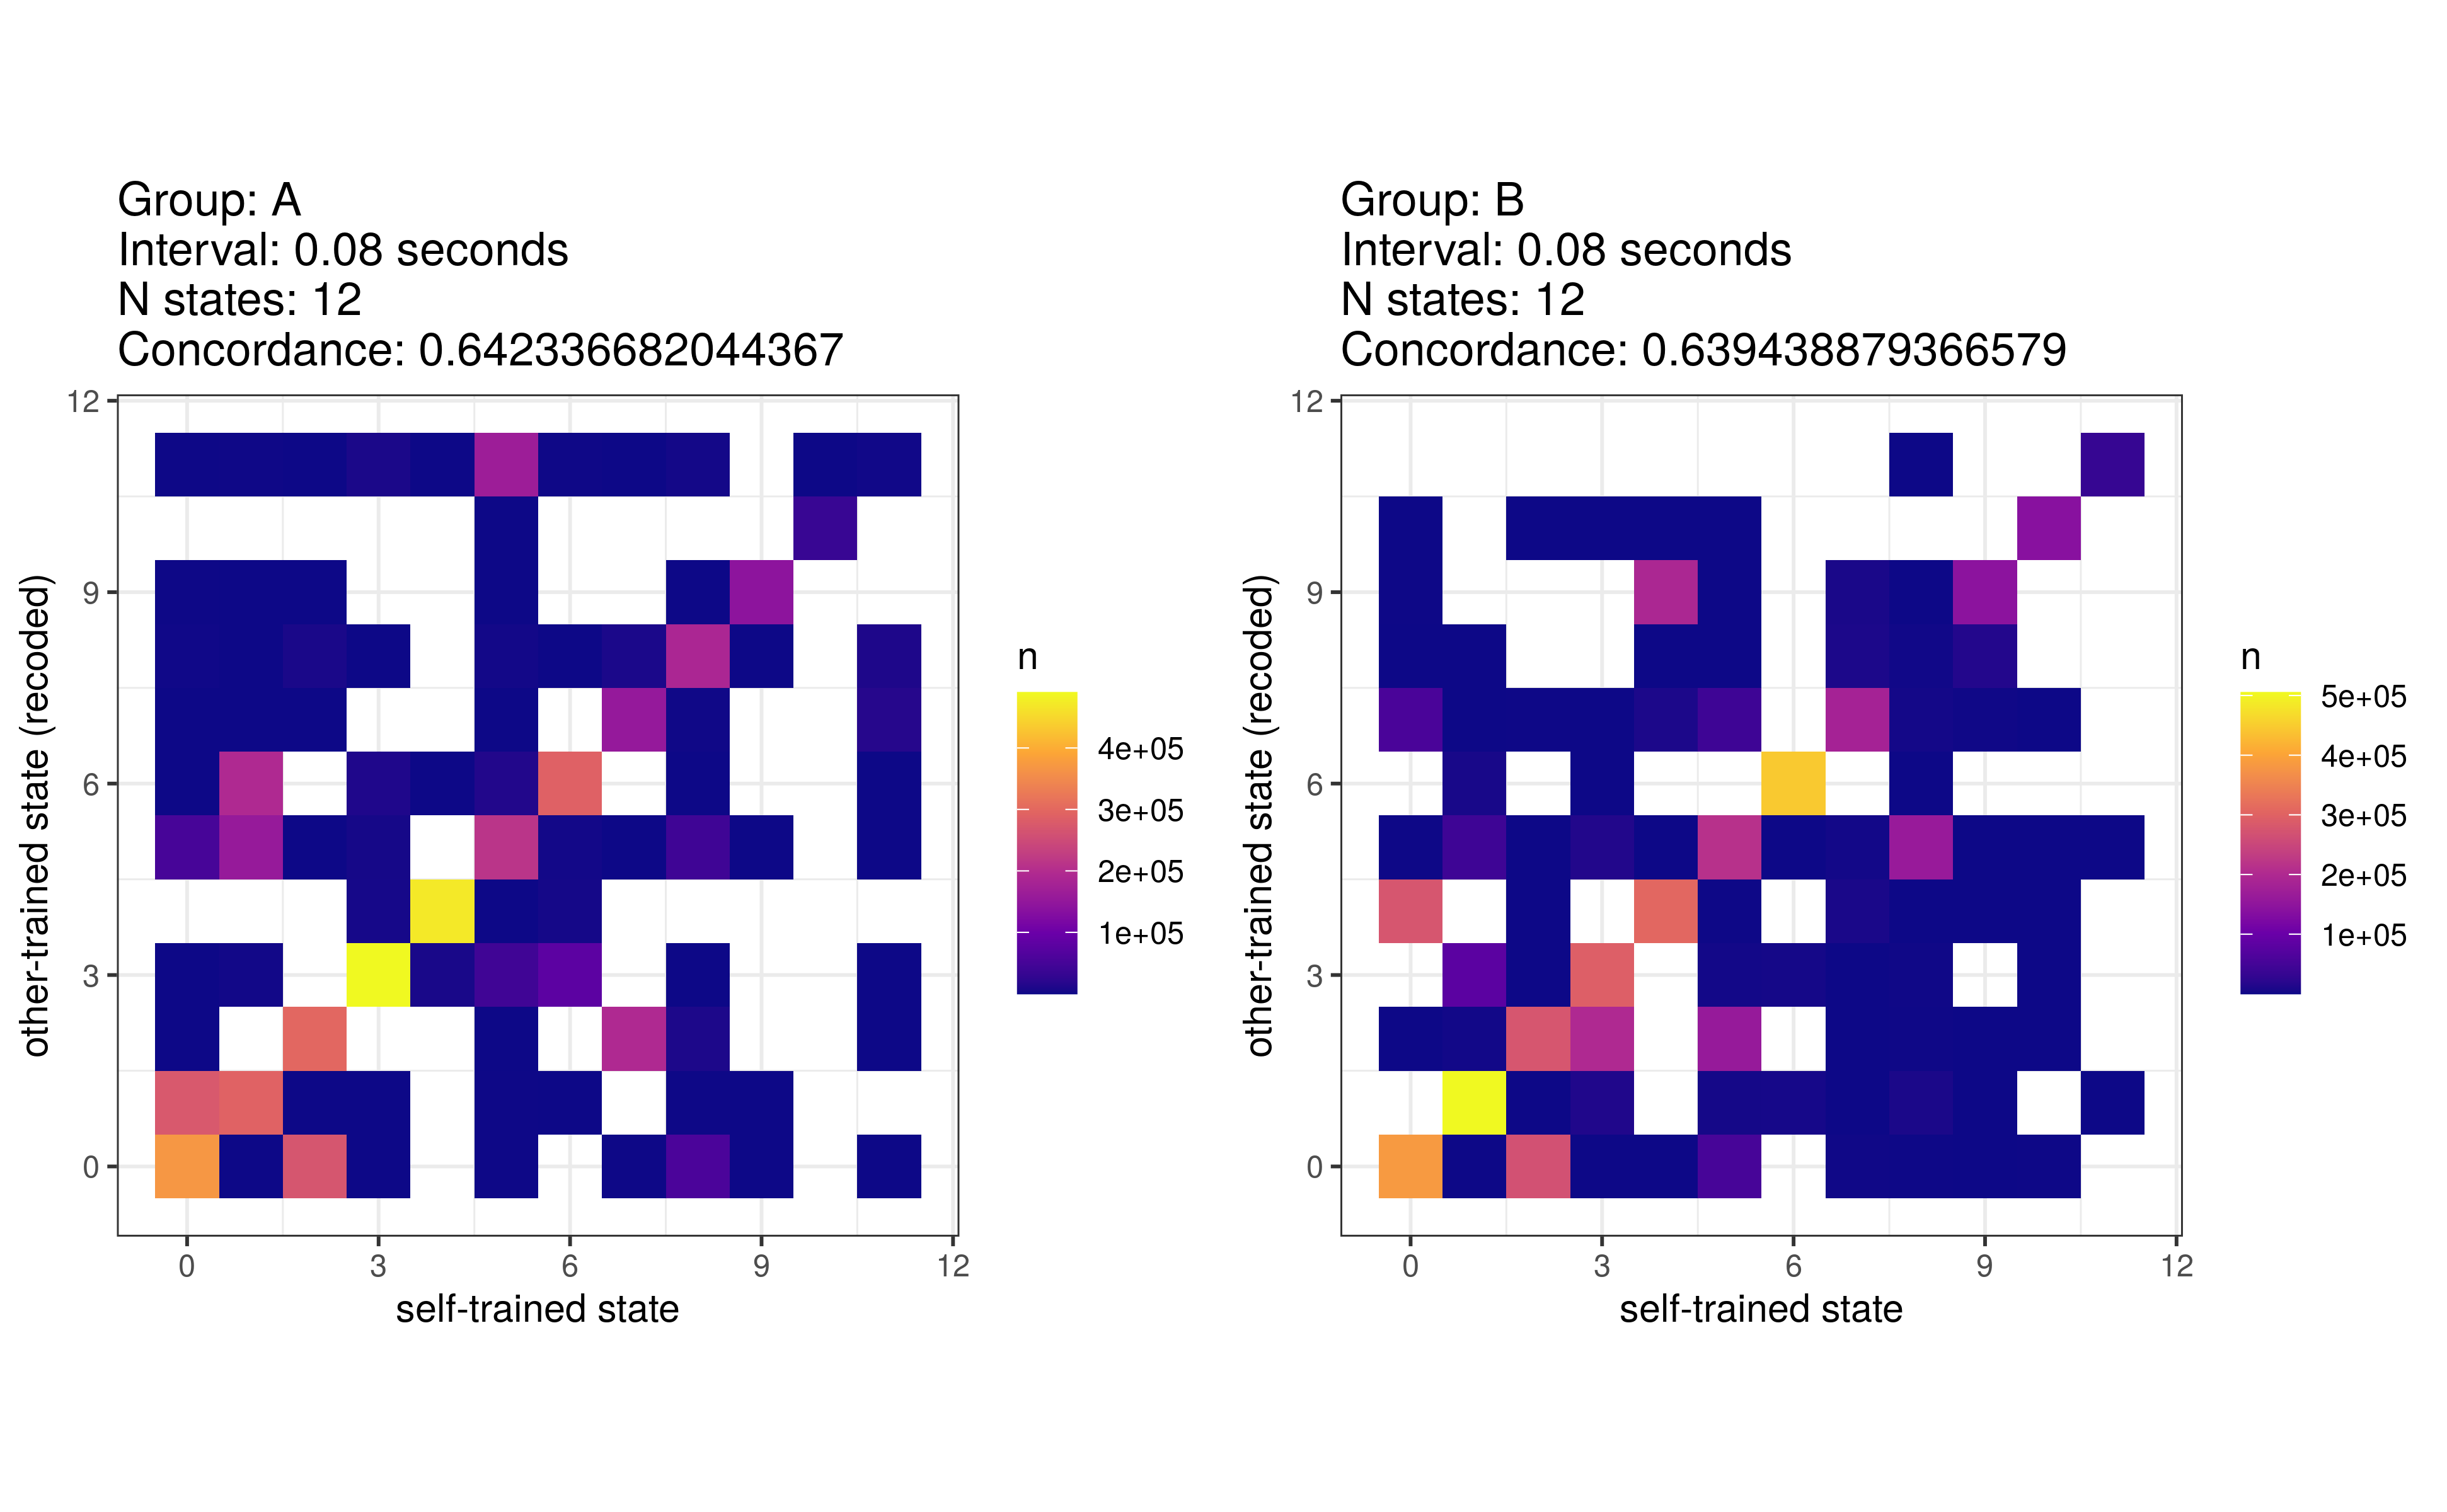 Group: A
Interval: 0.08 seconds
N states: 12
Concordance: 0.642336682044367
12
9
6
3
0
other-trained state (recoded)
0 3 6 9 12
self-trained state
n
4e+05
3e+05
2e+05
1e+05
Group: B
Interval: 0.08 seconds
N states: 12
Concordance: 0.639438879366579
12
9
6
3
0
other-trained state (recoded)
0 3 6 9 12
self-trained state
n
5e+05
4e+05
3e+05
2e+05
1e+05